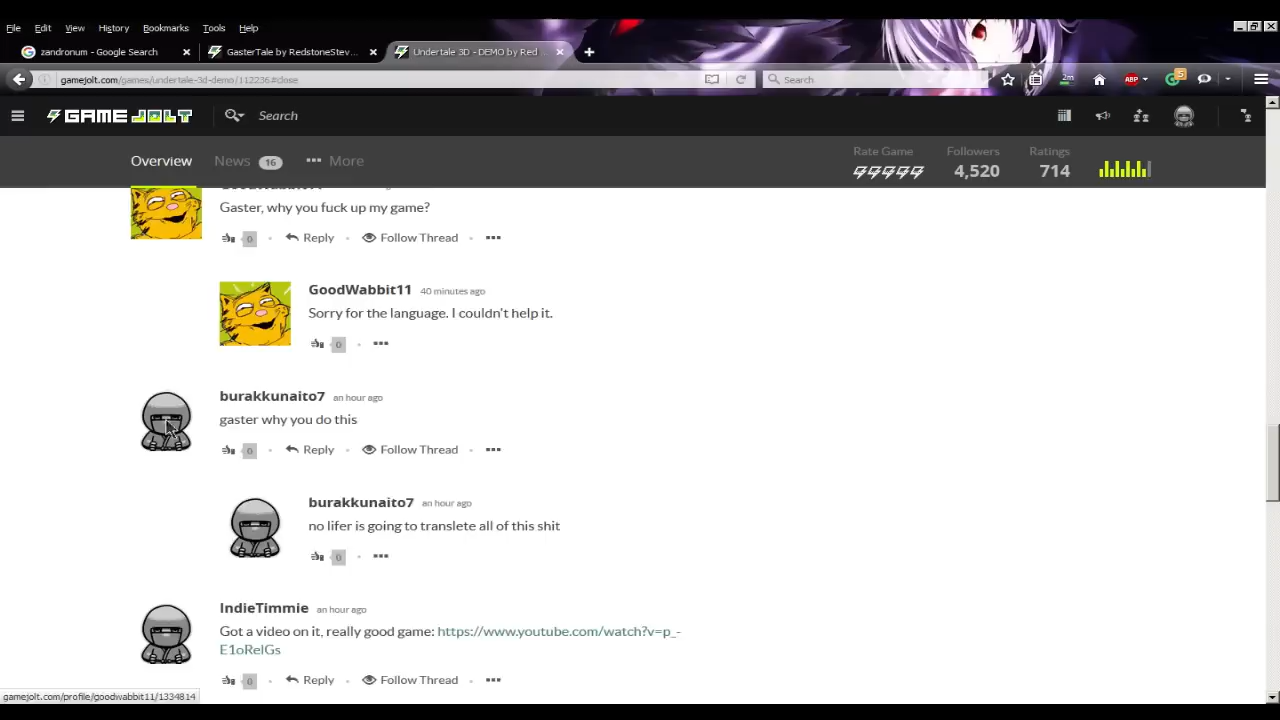 File Edit View History Bookmarks Tools Help
zandronum - Google Search
GasterTale by RedstoneStev...
Undertale 3D - DEMO by Red
gamejolt.com/games/undertale-3d-demo/112236#close
Search
2m
ABP
5
GAME JOLT
Search
Overview
News 16
More
Rate Game
Followers
4,520
Ratings
714
Gaster, why you fuck up my game?
0
Reply
Follow Thread
GoodWabbit11 40 minutes ago
Sorry for the language. I couldn't help it.
0
burakkunaito7 an hour ago
gaster why you do this
0
Reply
Follow Thread
burakkunaito7 an hour ago
no lifer is going to translete all of this shit
0
IndieTimmie an hour ago
Got a video on it, really good game: https://www.youtube.com/watch?v=p_-
E1oRelGs
0
Reply
Follow Thread
gamejolt.com/profile/goodwabbit11/1334814